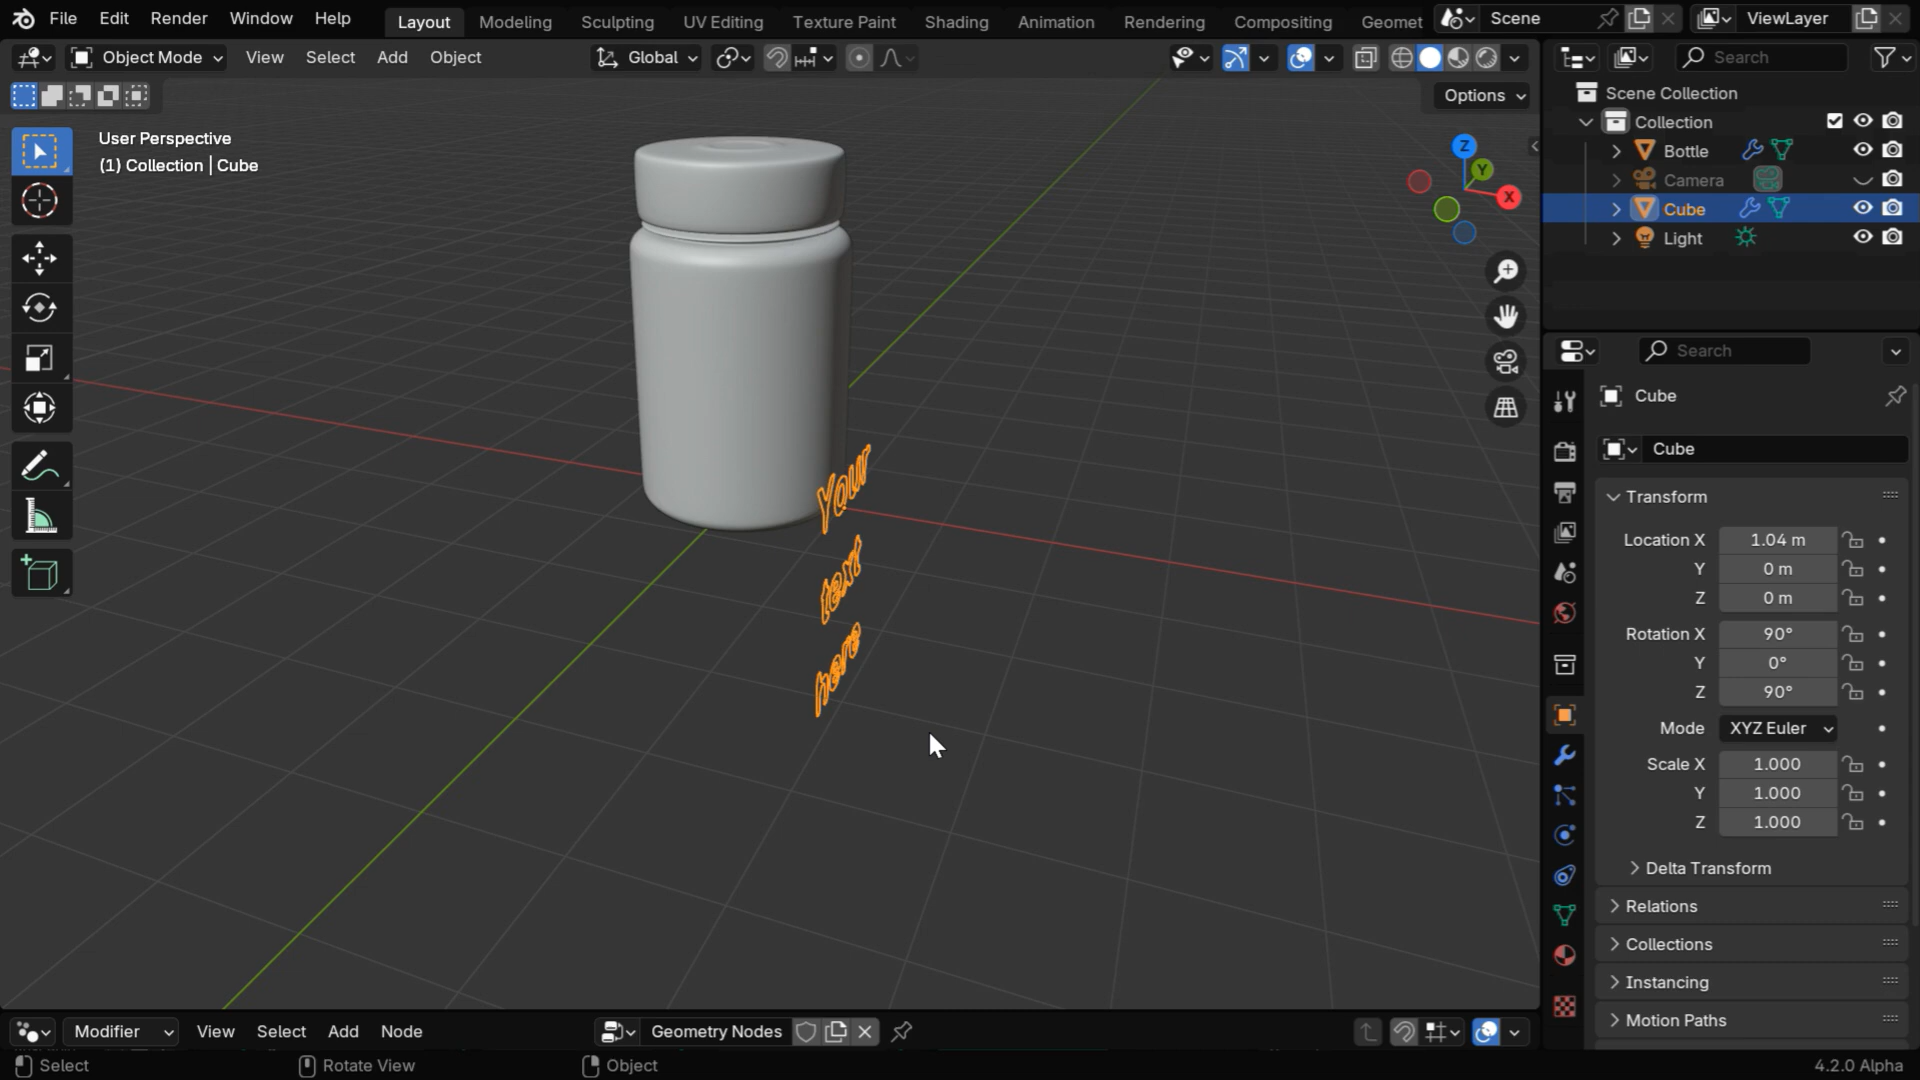 File Edit Render Window Help Layout Modeling Sculpting UV Editing Texture Paint Shading Animation Rendering Compositing Geomet Scene ViewLayer
Object Mode View Select Add Object Global Search
Options
User Perspective
(1) Collection | Cube
Z
Y
X
Your
text
here
Scene Collection
Collection
Bottle
Camera
Cube
Light
Search
Cube
Cube
Transform
Location X 1.04 m
Y 0 m
Z 0 m
Rotation X 90°
Y 0°
Z 90°
Mode XYZ Euler
Scale X 1.000
Y 1.000
Z 1.000
Delta Transform
Relations
Collections
Instancing
Motion Paths
Modifier View Select Add Node Geometry Nodes
Select Rotate View Object 4.2.0 Alpha